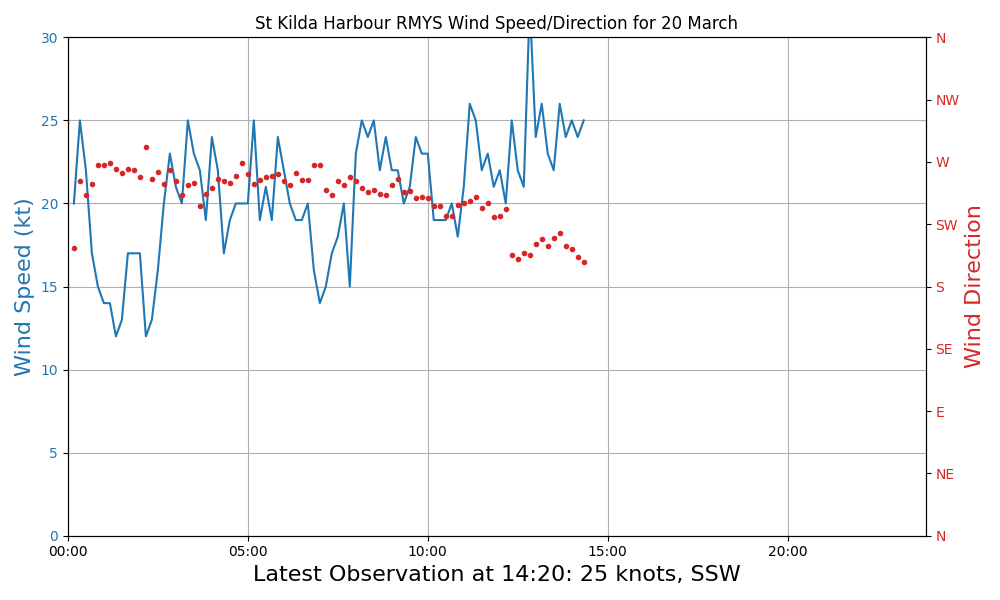 St Kilda Harbour RMYS Wind Speed/Direction for 20 March
30
25
20
15
10
5
0
Wind Speed (kt)
N
NW
W
SW
S
SE
E
NE
N
Wind Direction
00:00
05:00
10:00
15:00
20:00
Latest Observation at 14:20: 25 knots, SSW